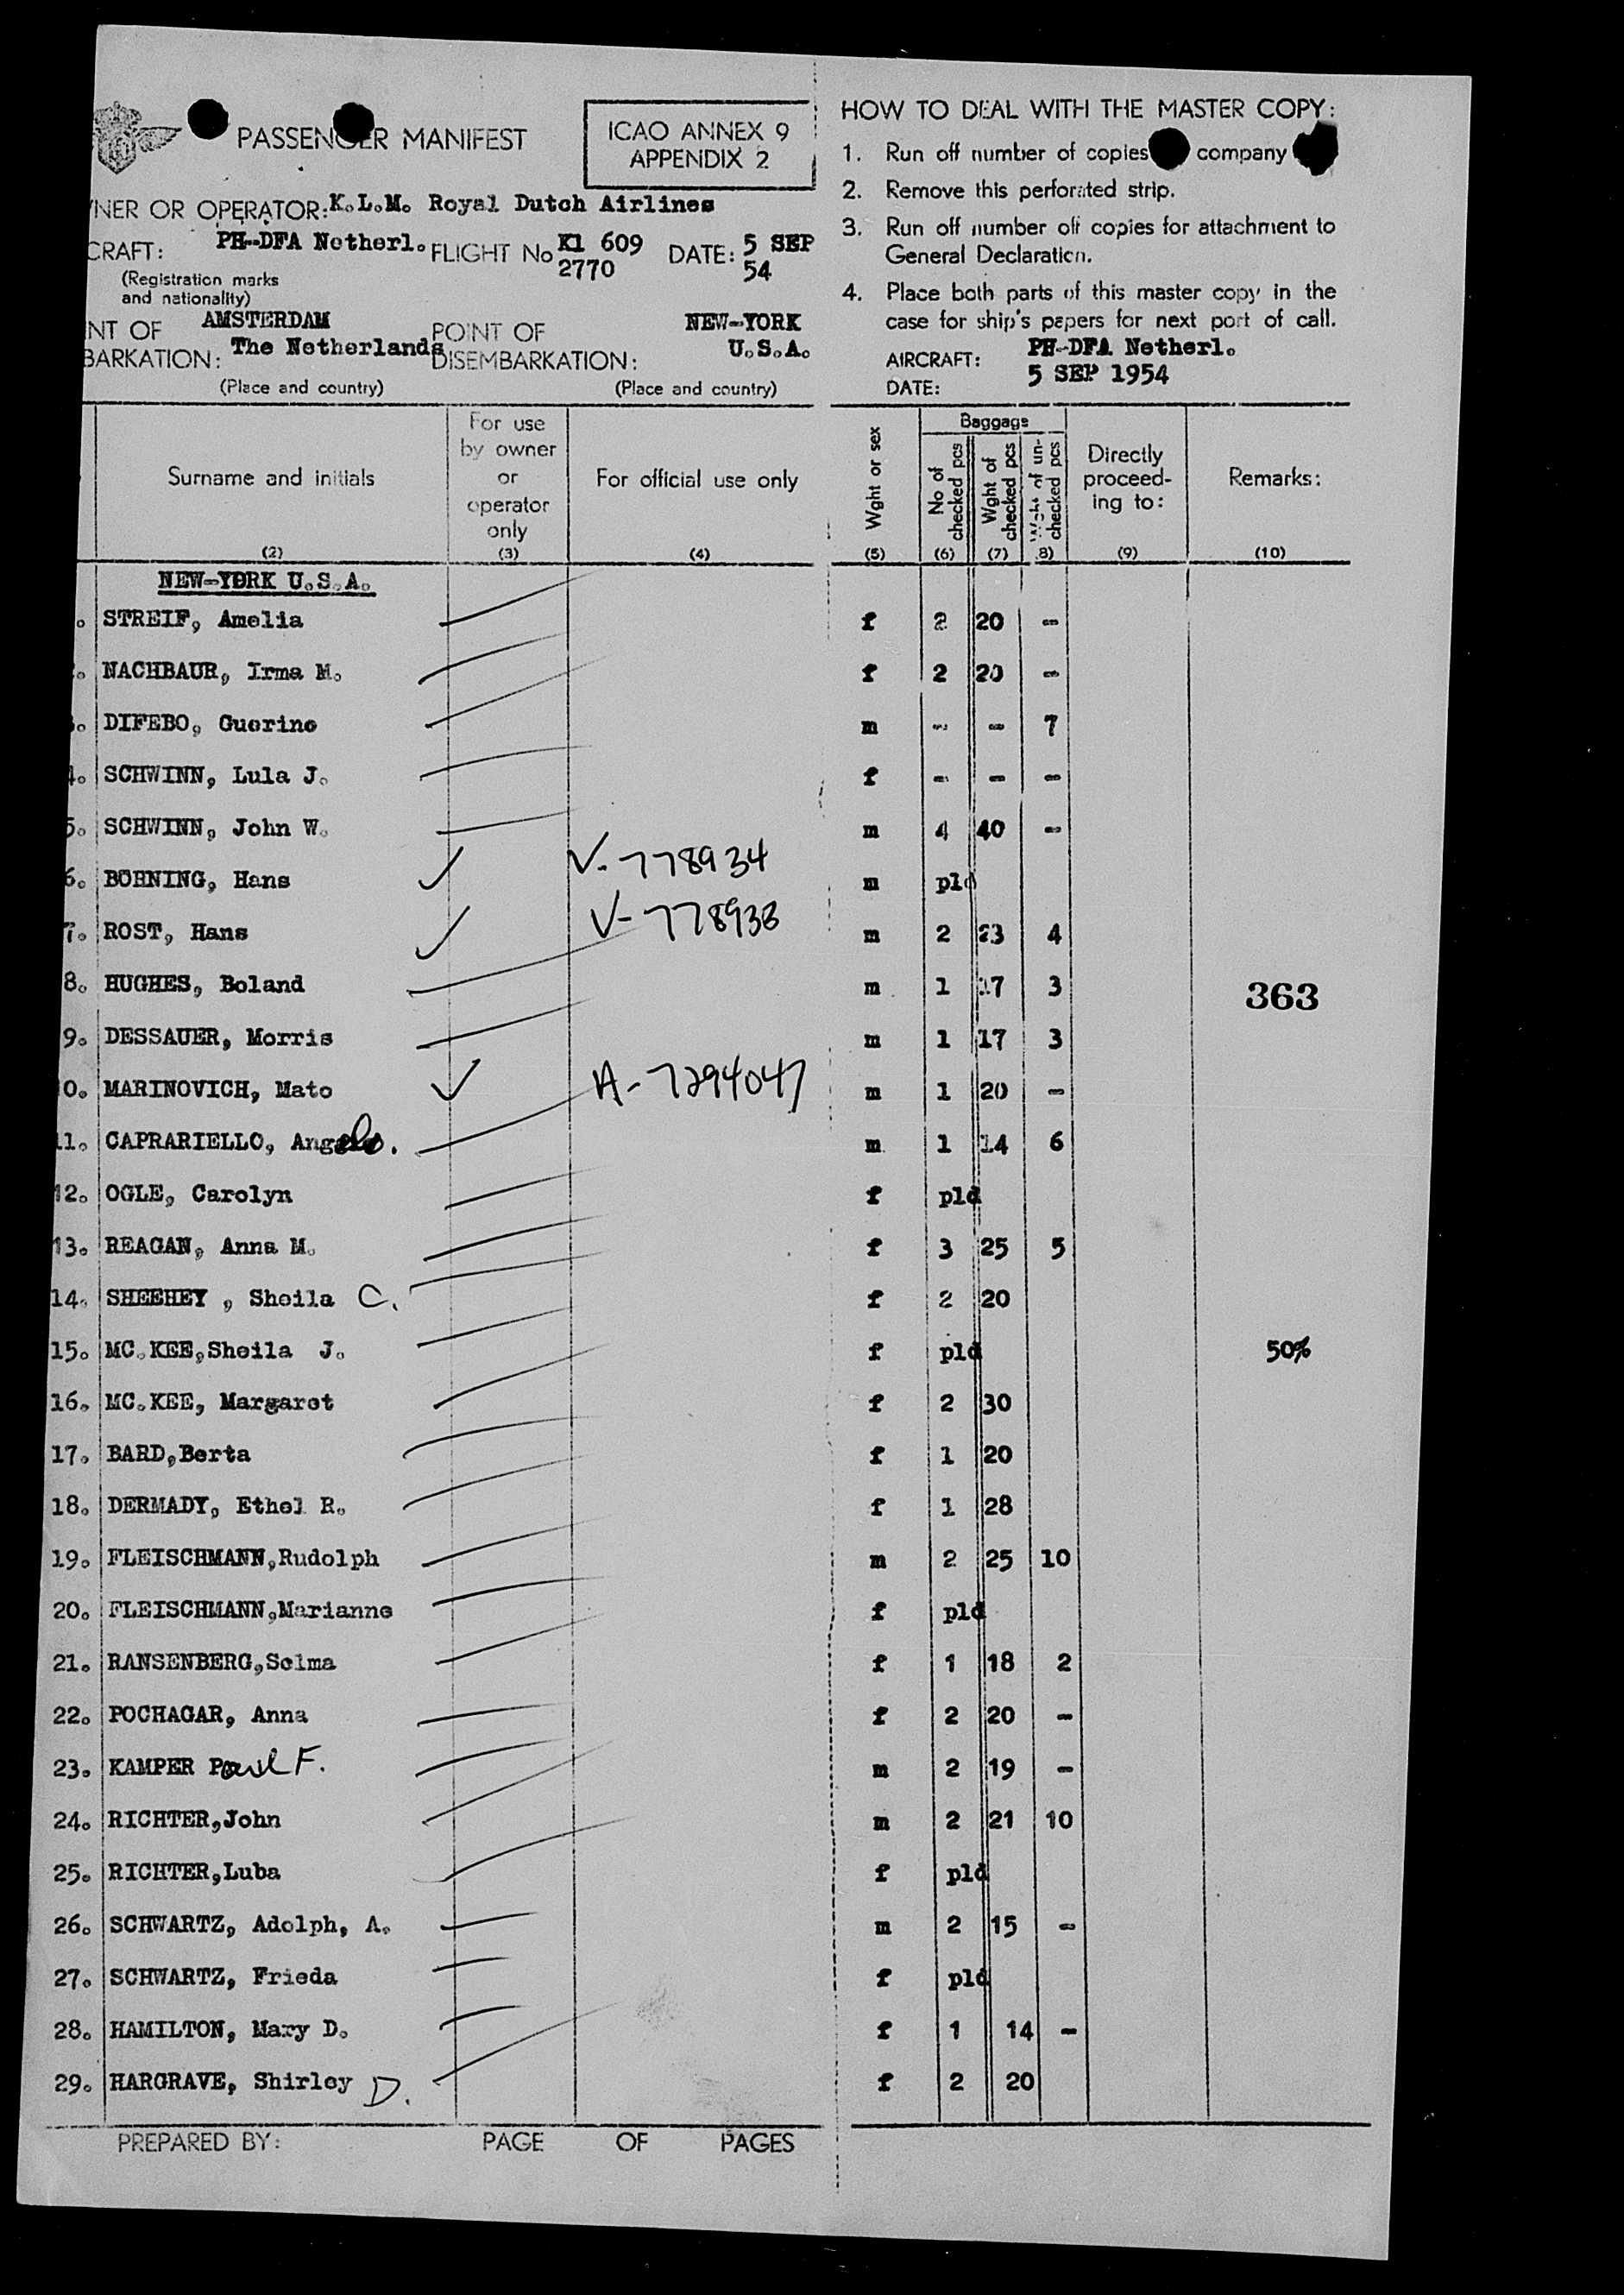 PASSENGER MANIFEST
ICAO ANNEX 9
APPENDIX 2
NER OR OPERATOR: K.L.M. Royal Dutch Airlines
CRAFT: PH-DFA Netherl. FLIGHT No Kl 609 DATE: 5 SEP
2770 54
(Registration marks
and nationality)
NT OF AMSTERDAM POINT OF NEW-YORK
BARKATION: The Netherlands DISEMBARKATION: U.S.A.
(Place and country) (Place and country)
HOW TO DEAL WITH THE MASTER COPY:
1. Run off number of copies company
2. Remove this perforated strip.
3. Run off number off copies for attachment to
General Declaration.
4. Place both parts of this master copy in the
case for ship's papers for next port of call.
AIRCRAFT: PH-DFA Netherl.
DATE: 5 SEP 1954
Surname and initials
(2)
For use
by owner
or
operator
only
(3)
For official use only
(4)
Wght or sex
(5)
Baggage
No of
checked pcs
(6)
Wght of
checked pcs
(7)
Wght of un-
checked pcs
8)
Directly
proceed-
ing to:
(9)
Remarks:
(10)
NEW-YORK U.S.A.
. STREIF, Amelia f 2 20 -
. NACHBAUR, Irma M. f 2 20 -
. DIFEBO, Guerino m - - 7
. SCHWINN, Lula J. f - - -
5. SCHWINN, John W. m 4 40 -
6. BOHNING, Hans ✓ V-778934 m pld
7. ROST, Hans ✓ V-778938 m 2 23 4
8. HUGHES, Boland m 1 17 3 363
9. DESSAUER, Morris m 1 17 3
0. MARINOVICH, Mato ✓ A-7294047 m 1 20 -
11. CAPRARIELLO, Angelo. m 1 14 6
12. OGLE, Carolyn f pld
13. REAGAN, Anna M. f 3 25 5
14. SHEEHEY , Sheila C. f 2 20
15. MC.KEE,Sheila J. f pld 50%
16. MC.KEE, Margaret f 2 30
17. BARD,Berta f 1 20
18. DERMADY, Ethel R. f 1 28
19. FLEISCHMANN,Rudolph m 2 25 10
20. FLEISCHMANN,Marianne f pld
21. RANSENBERG,Selma f 1 18 2
22. POCHAGAR, Anna f 2 20 -
23. KAMPER Paul F. m 2 19 -
24. RICHTER,John m 2 21 10
25. RICHTER,Luba f pld
26. SCHWARTZ, Adolph, A. m 2 15 -
27. SCHWARTZ, Frieda f pld
28. HAMILTON, Mary D. f 1 14 -
29. HARGRAVE, Shirley D. f 2 20
PREPARED BY: PAGE OF PAGES